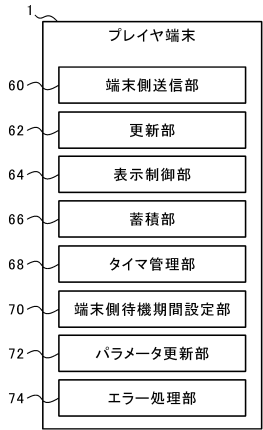 1
プレイヤ端末
60 端末側送信部
62 更新部
64 表示制御部
66 蓄積部
68 タイマ管理部
70 端末側待機期間設定部
72 パラメータ更新部
74 エラー処理部